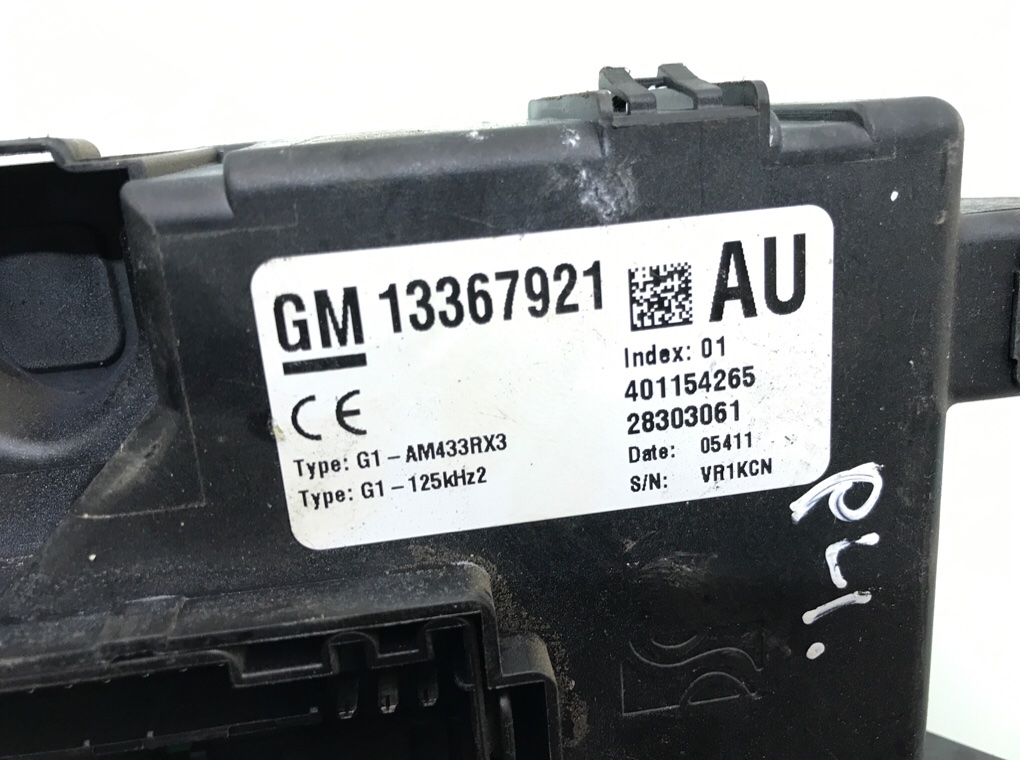 GM 13367921 AU
CE
Type: G1-AM433RX3
Type: G1-125kHz2
Index: 01
401154265
28303061
Date: 05411
S/N: VR1KCN